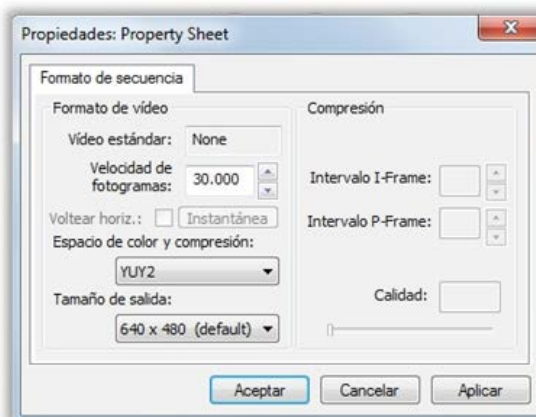 Propiedades: Property Sheet
Formato de secuencia
Formato de vídeo
Vídeo estándar: None
Velocidad de
fotogramas: 30.000
Voltear horiz.: Instantánea
Espacio de color y compresión:
YUY2
Tamaño de salida:
640 x 480 (default)
Compresión
Intervalo I-Frame:
Intervalo P-Frame:
Calidad:
Aceptar Cancelar Aplicar